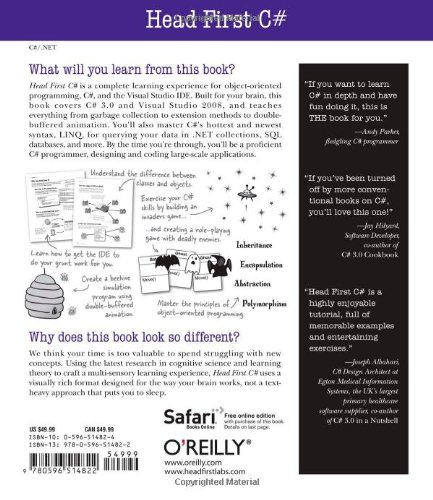 Head First C#
C#/.NET
What will you learn from this book?
Head First C# is a complete learning experience for object-oriented
programming, C#, and the Visual Studio IDE. Built for your brain, this
book covers C# 3.0 and Visual Studio 2008, and teaches
everything from garbage collection to extension methods to double-
buffered animation. You'll also master C#'s hottest and newest
syntax, LINQ, for querying your data in .NET collections, SQL
databases, and more. By the time you're through, you'll be a proficient
C# programmer, designing and coding large-scale applications.
Understand the difference between
classes and objects.
Exercise your C#
skills by building an
invaders game...
...and creating a role-playing
game with deadly enemies.
Learn how to get the IDE to
do your grunt work for you.
Create a beehive
simulation
program using
double-buffered
animation.
Inheritance
Encapsulation
Abstraction
Polymorphism
Master the principles of
object-oriented programming.
Why does this book look so different?
We think your time is too valuable to spend struggling with new
concepts. Using the latest research in cognitive science and learning
theory to craft a multi-sensory learning experience, Head First C# uses a
visually rich format designed for the way your brain works, not a text-
heavy approach that puts you to sleep.
"If you want to learn
C# in depth and have
fun doing it, this is
THE book for you."
—Andy Parker,
fledgling C# programmer
"If you've been turned
off by more conven-
tional books on C#,
you'll love this one!"
—Jay Hilyard,
Software Developer,
co-author of
C# 3.0 Cookbook
"Head First C# is a
highly enjoyable
tutorial, full of
memorable examples
and entertaining
exercises."
—Joseph Albahari,
C# Design Architect at
Egton Medical Information
Systems, the UK's largest
primary healthcare
software supplier, co-author
of C# 3.0 in a Nutshell
US $49.99 CAN $49.99
ISBN-10: 0-596-51482-4
ISBN-13: 978-0-596-51482-2
54999
9 780596 514822
Safari
Books Online
Free online edition
with purchase of this book.
Details on last page.
O'REILLY
www.oreilly.com
www.headfirstlabs.com